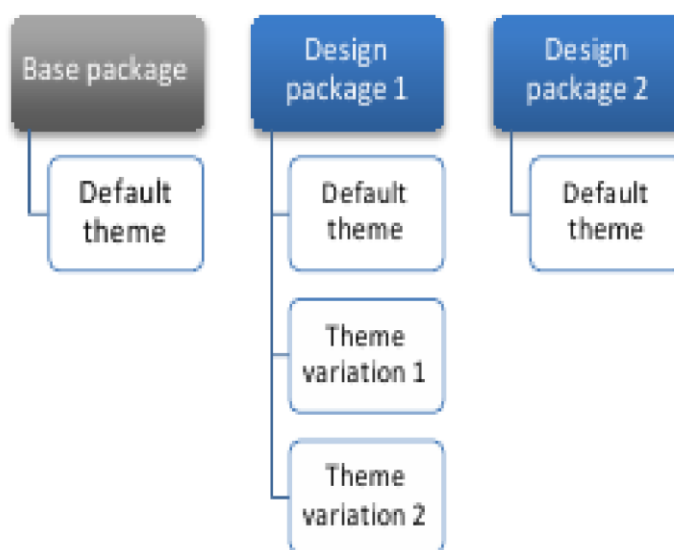 Base package
Design
package 1
Design
package 2
Default
theme
Default
theme
Default
theme
Theme
variation 1
Theme
variation 2